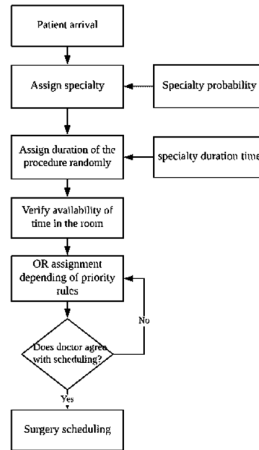 Patient arrival
Assign specialty
Specialty probability
Assign duration of the
procedure randomly
specialty duration time
Verify availability of
time in the room
OR assignment
depending of priority
rules
No
Does doctor agree
with scheduling?
Yes
Surgery scheduling